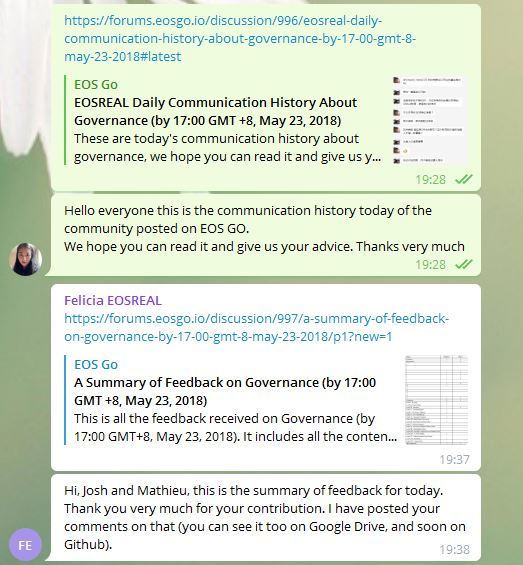 https://forums.eosgo.io/discussion/996/eosreal-daily-
communication-history-about-governance-by-17-00-gmt-8-
may-23-2018#latest
EOS Go
EOSREAL Daily Communication History About
Governance (by 17:00 GMT +8, May 23, 2018)
These are today's communication history about
governance, we hope you can read it and give us y...
19:28
Hello everyone this is the communication history today of the
community posted on EOS GO.
We hope you can read it and give us your advice. Thanks very much
19:28
Felicia EOSREAL
https://forums.eosgo.io/discussion/997/a-summary-of-feedback-
on-governance-by-17-00-gmt-8-may-23-2018/p1?new=1
EOS Go
A Summary of Feedback on Governance (by 17:00
GMT +8, May 23, 2018)
This is all the feedback received on Governance (by
17:00 GMT+8, May 23, 2018). It includes all the conten...
19:37
Hi, Josh and Mathieu, this is the summary of feedback for today.
Thank you very much for your contribution. I have posted your
comments on that (you can see it too on Google Drive, and soon on
Github).
FE
19:38